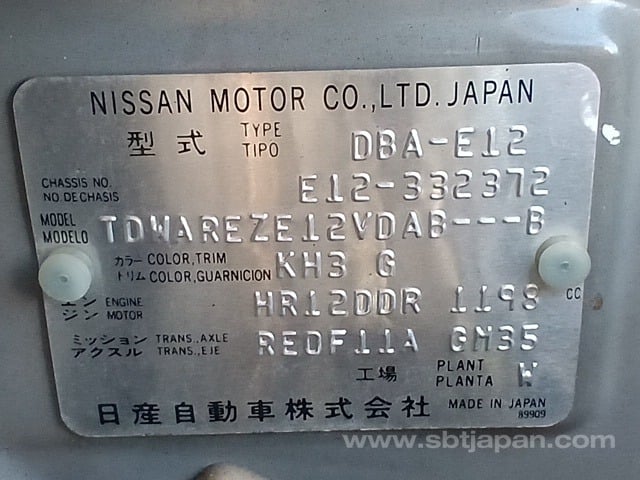 NISSAN MOTOR CO.,LTD. JAPAN
型式 TYPE TIPO DBA-E12
CHASSIS NO. NO DE CHASIS E12-332372
MODEL MODELO TDWAREZE12VDAB---B
カラー COLOR,TRIM KH3 G
トリム COLOR,GUARNICION
エン ENGINE HR12DDR 1198 CC
ジン MOTOR
ミッション TRANS.,AXLE REOF11A GM35
アクスル TRANS.,EJE
工場 PLANT PLANTA W
日産自動車株式会社 MADE IN JAPAN
89909
www.sbtjapan.com